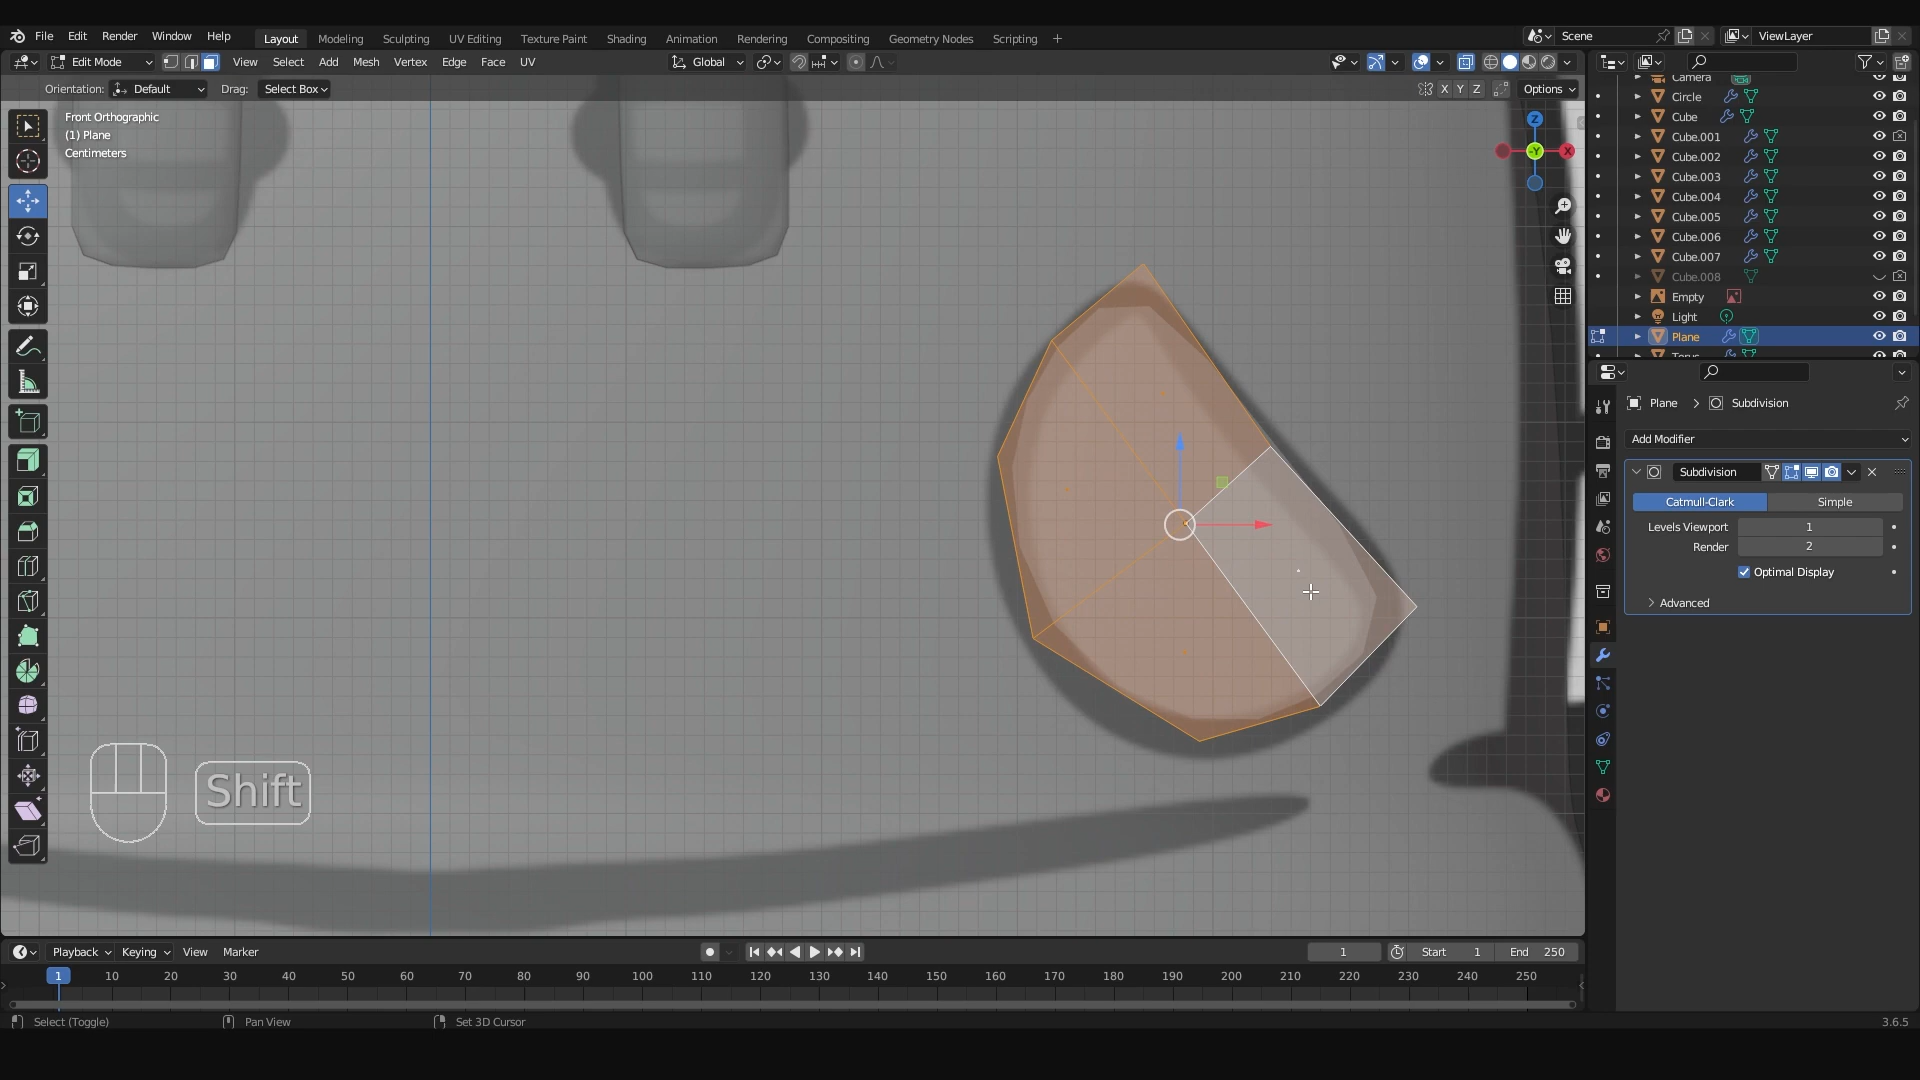 File Edit Render Window Help Layout Modeling Sculpting UV Editing Texture Paint Shading Animation Rendering Compositing Geometry Nodes Scripting + Scene ViewLayer
Edit Mode View Select Add Mesh Vertex Edge Face UV Global
Orientation: Default Drag: Select Box X Y Z Options
Front Orthographic
(1) Plane
Centimeters
Z
-Y
X
Camera
Circle
Cube
Cube.001
Cube.002
Cube.003
Cube.004
Cube.005
Cube.006
Cube.007
Cube.008
Empty
Light
Plane
Torus
Plane > Subdivision
Add Modifier
Subdivision
Catmull-Clark Simple
Levels Viewport 1
Render 2
Optimal Display
Advanced
Shift
Playback Keying View Marker 1 Start 1 End 250
1 10 20 30 40 50 60 70 80 90 100 110 120 130 140 150 160 170 180 190 200 210 220 230 240 250
Select (Toggle) Pan View Set 3D Cursor 3.6.5